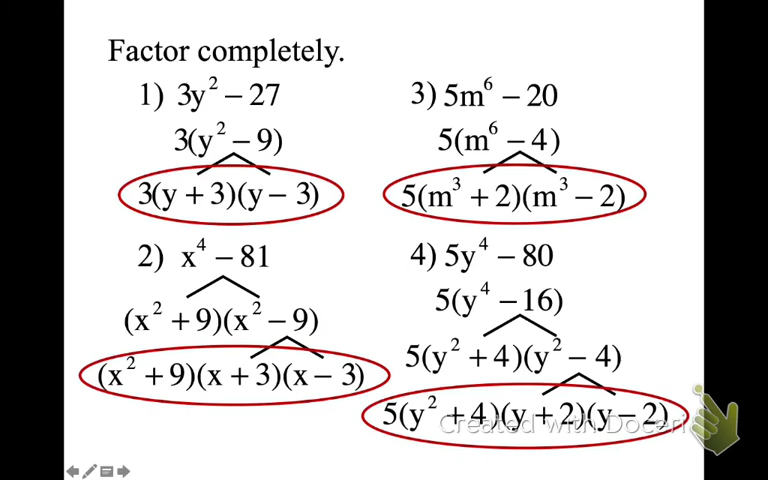 Factor completely.
1) 3y² − 27
3(y² − 9)
3(y + 3)(y − 3)
2) x⁴ − 81
(x² + 9)(x² − 9)
(x² + 9)(x + 3)(x − 3)
3) 5m⁶ − 20
5(m⁶ − 4)
5(m³ + 2)(m³ − 2)
4) 5y⁴ − 80
5(y⁴ − 16)
5(y² + 4)(y² − 4)
5(y² + 4)(y + 2)(y − 2)
Created with Doceri